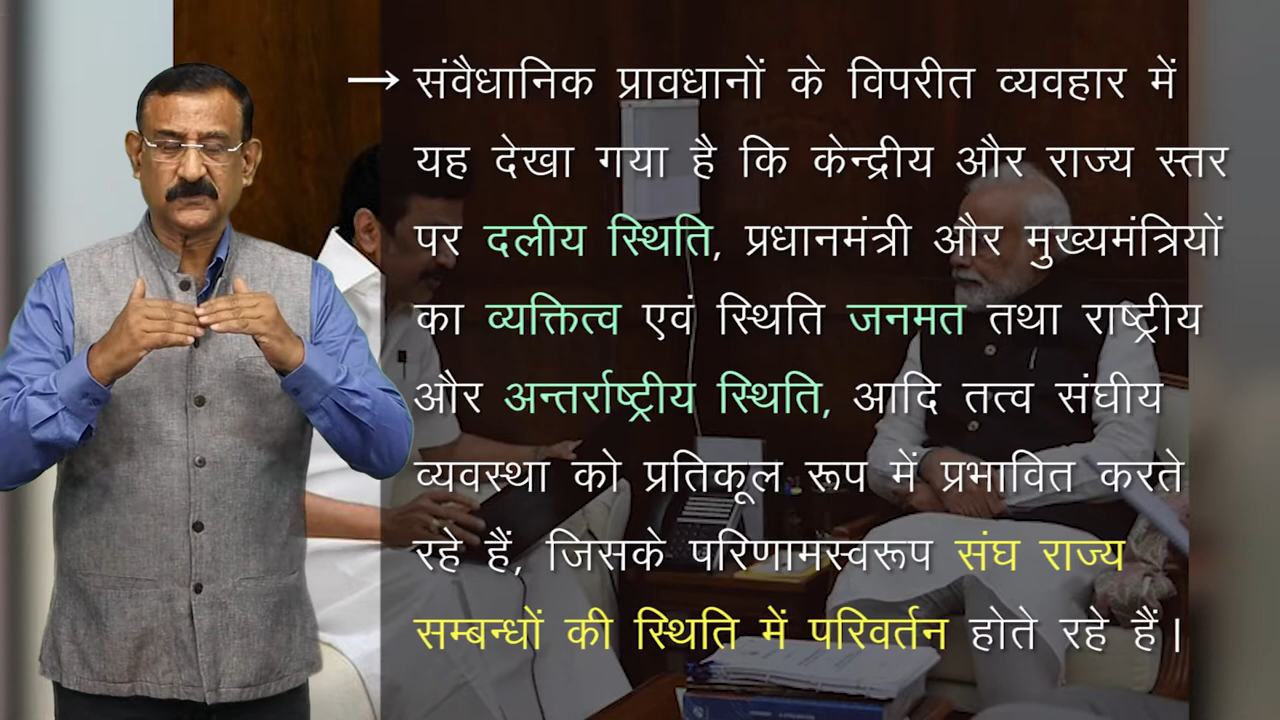 → संवैधानिक प्रावधानों के विपरीत व्यवहार में
यह देखा गया है कि केन्द्रीय और राज्य स्तर
पर दलीय स्थिति, प्रधानमंत्री और मुख्यमंत्रियों
का व्यक्तित्व एवं स्थिति जनमत तथा राष्ट्रीय
और अन्तर्राष्ट्रीय स्थिति, आदि तत्व संघीय
व्यवस्था को प्रतिकूल रूप में प्रभावित करते
रहे हैं, जिसके परिणामस्वरूप संघ राज्य
सम्बन्धों की स्थिति में परिवर्तन होते रहे हैं।